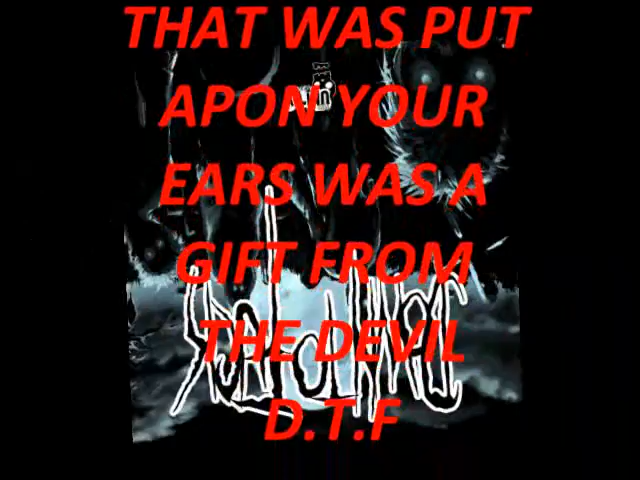 THAT WAS PUT
APON YOUR
EARS WAS A
GIFT FROM
THE DEVIL
D.T.F